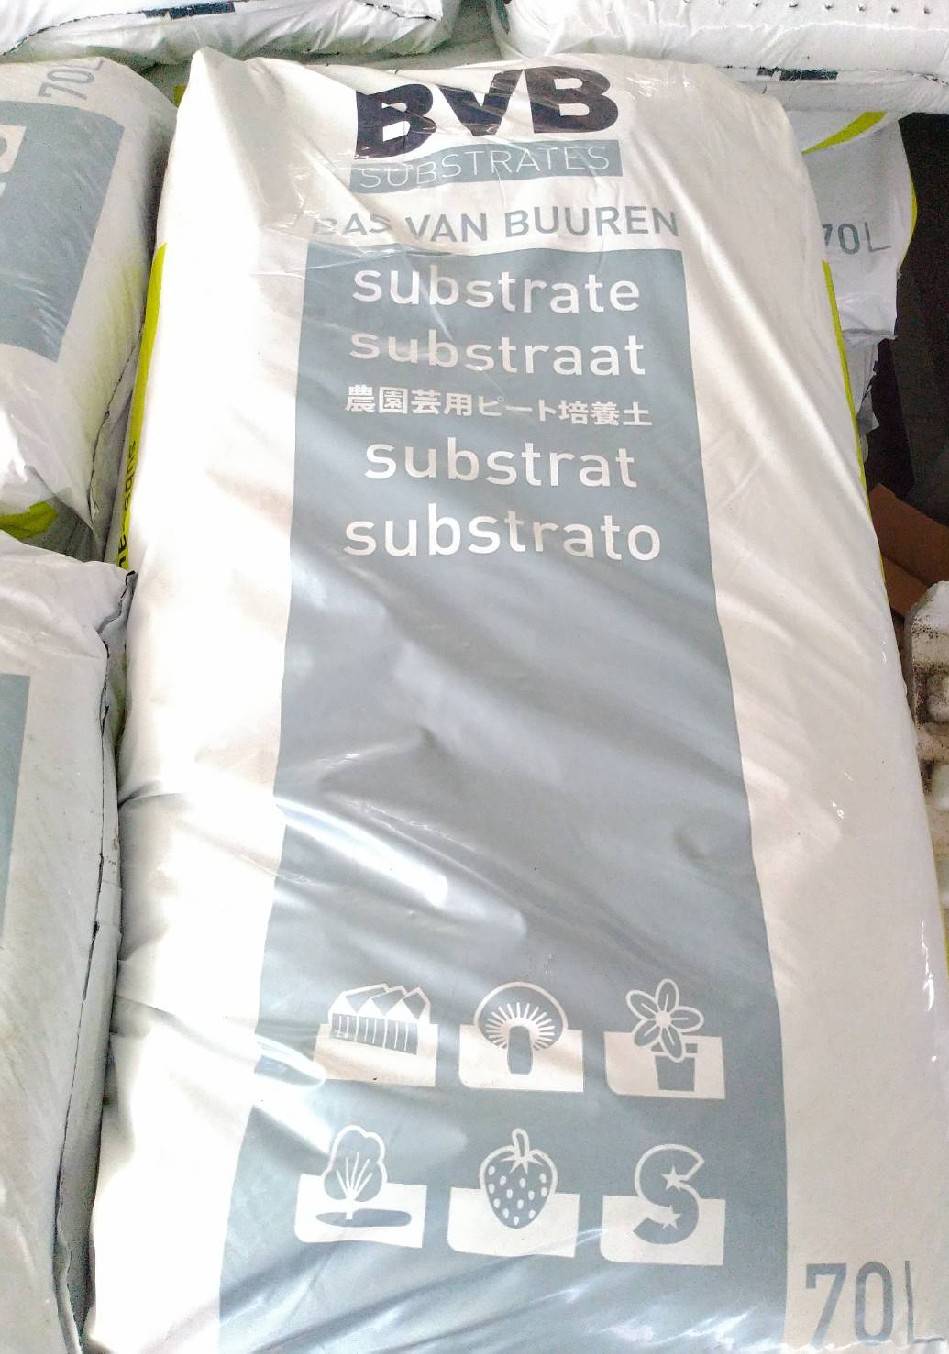 70L
BVB
SUBSTRATES
BAS VAN BUUREN
70L
substrate
substraat
農園芸用ピート培養土
substrat
substrato
70L